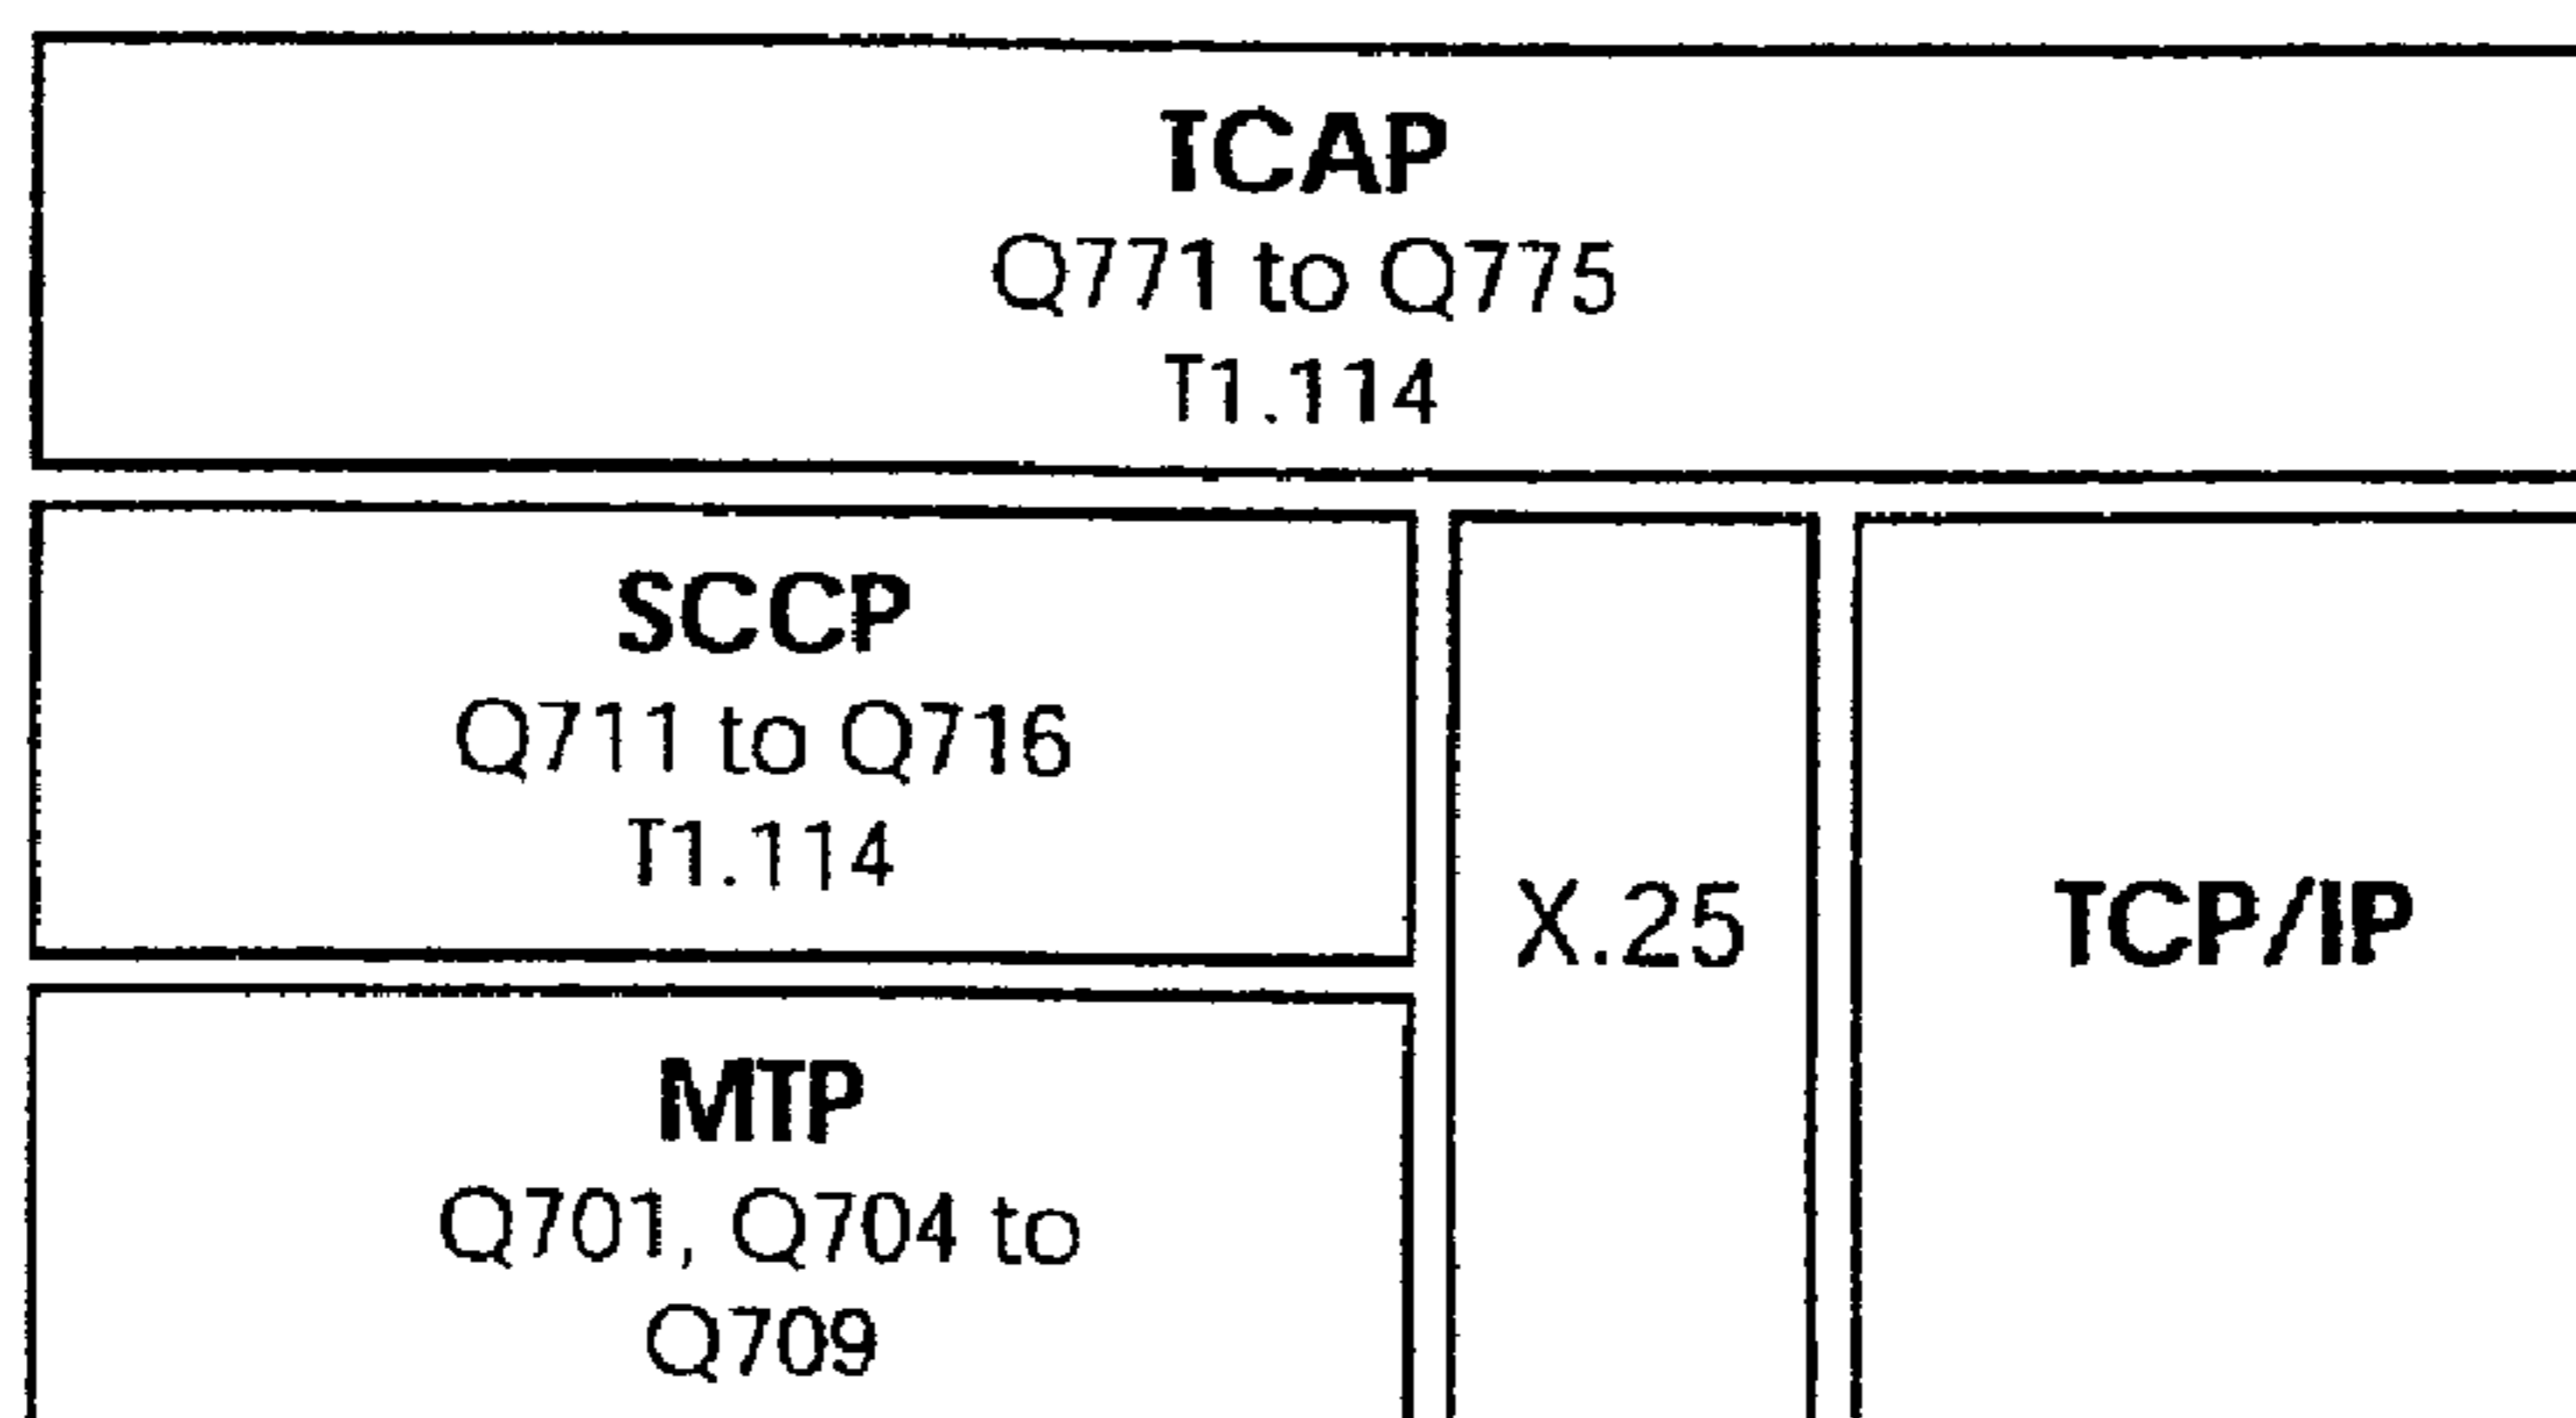 TCAP
Q771 to Q775
T1.114
SCCP
Q711 to Q716
T1.114
X.25
TCP/IP
MTP
Q701, Q704 to
Q709